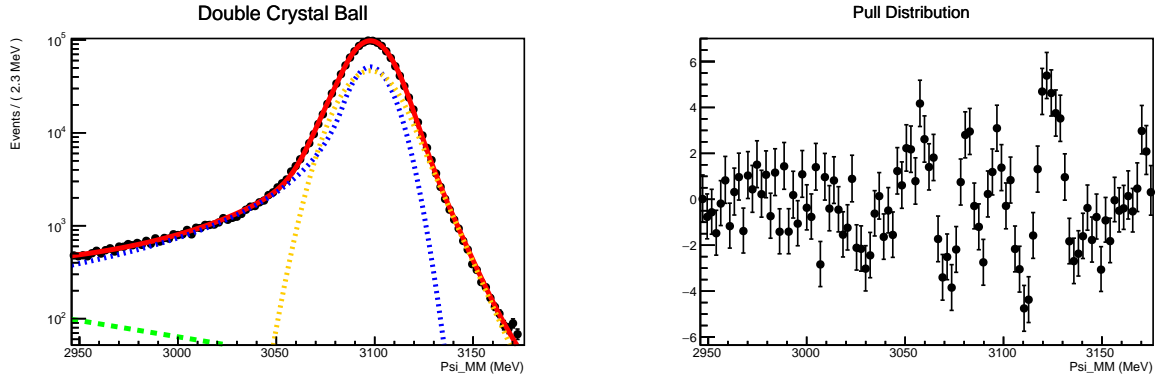 Double Crystal Ball
Events / ( 2.3 MeV )
10^5
10^4
10^3
10^2
2950 3000 3050 3100 3150
Psi_MM (MeV)
Pull Distribution
6
4
2
0
−2
−4
−6
2950 3000 3050 3100 3150
Psi_MM (MeV)